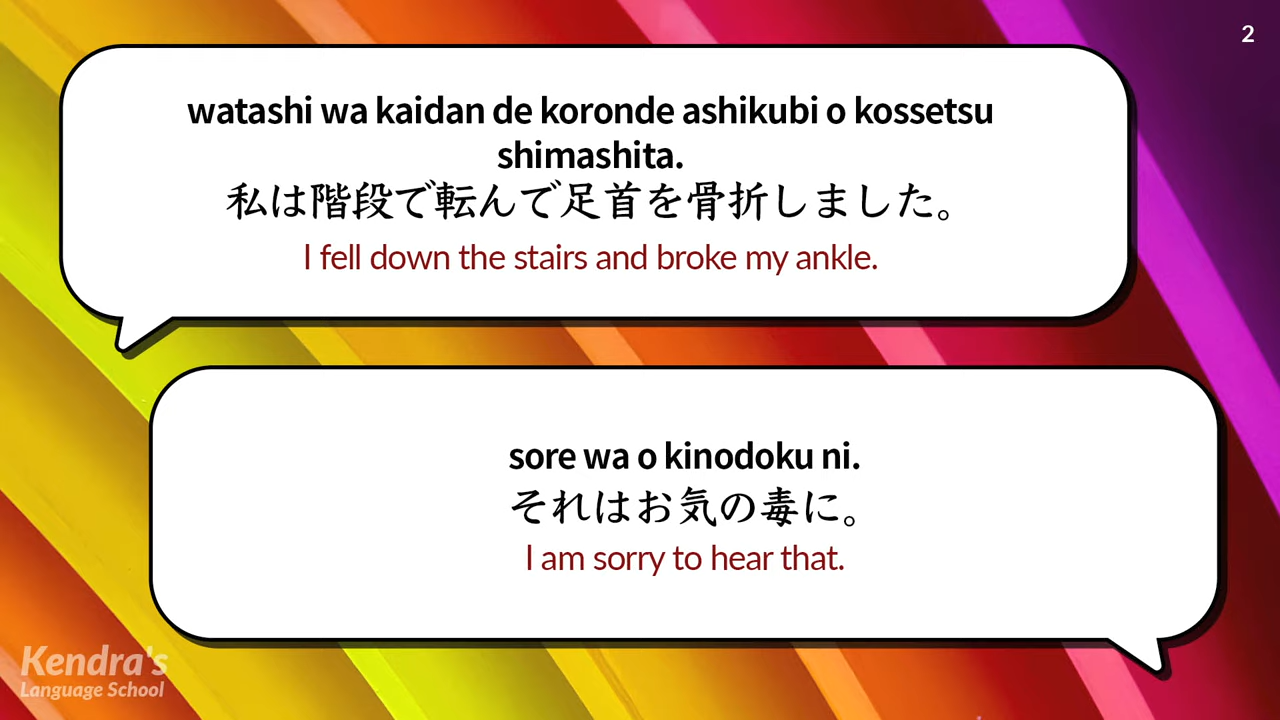 2
watashi wa kaidan de koronde ashikubi o kossetsu
shimashita.
私は階段で転んで足首を骨折しました。
I fell down the stairs and broke my ankle.
sore wa o kinodoku ni.
それはお気の毒に。
I am sorry to hear that.
Kendra's
Language School